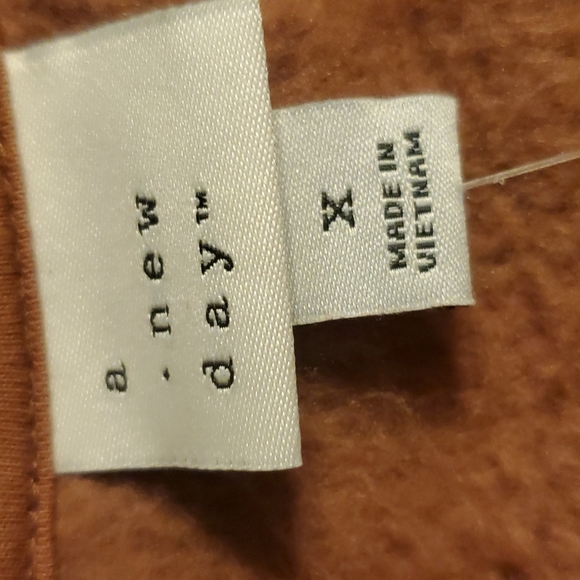 a
· new
day™
X
MADE IN
VIETNAM